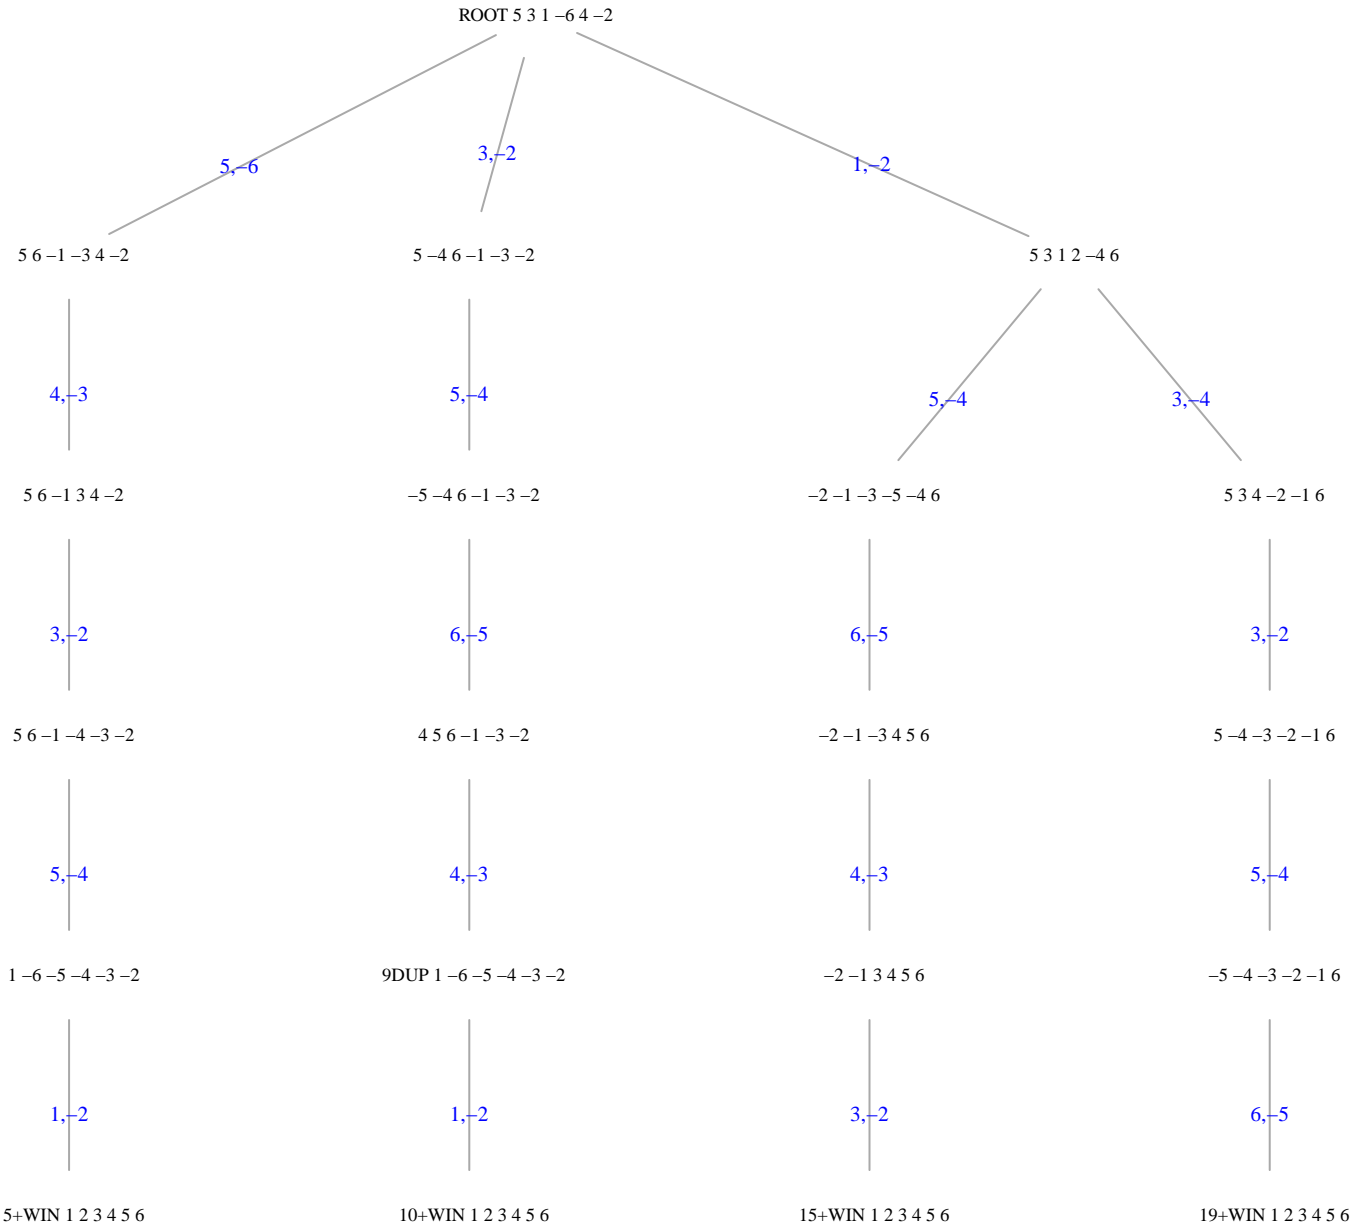 ROOT 5 3 1 –6 4 –2
5,–6
3,–2
1,–2
5 6 –1 –3 4 –2
5 –4 6 –1 –3 –2
5 3 1 2 –4 6
4,–3
5,–4
5,–4
3,–4
5 6 –1 3 4 –2
–5 –4 6 –1 –3 –2
–2 –1 –3 –5 –4 6
5 3 4 –2 –1 6
3,–2
6,–5
6,–5
3,–2
5 6 –1 –4 –3 –2
4 5 6 –1 –3 –2
–2 –1 –3 4 5 6
5 –4 –3 –2 –1 6
5,–4
4,–3
4,–3
5,–4
1 –6 –5 –4 –3 –2
9DUP 1 –6 –5 –4 –3 –2
–2 –1 3 4 5 6
–5 –4 –3 –2 –1 6
1,–2
1,–2
3,–2
6,–5
5+WIN 1 2 3 4 5 6
10+WIN 1 2 3 4 5 6
15+WIN 1 2 3 4 5 6
19+WIN 1 2 3 4 5 6